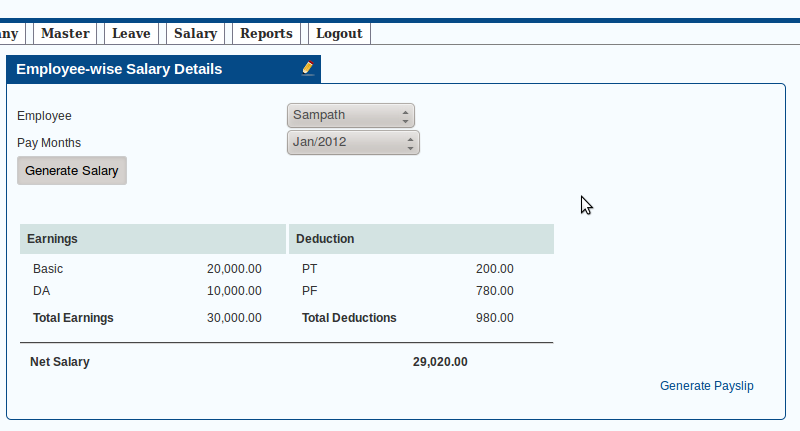 ny Master Leave Salary Reports Logout
Employee-wise Salary Details
Employee Sampath
Pay Months Jan/2012
Generate Salary
Earnings Deduction
Basic 20,000.00 PT 200.00
DA 10,000.00 PF 780.00
Total Earnings 30,000.00 Total Deductions 980.00
Net Salary 29,020.00
Generate Payslip